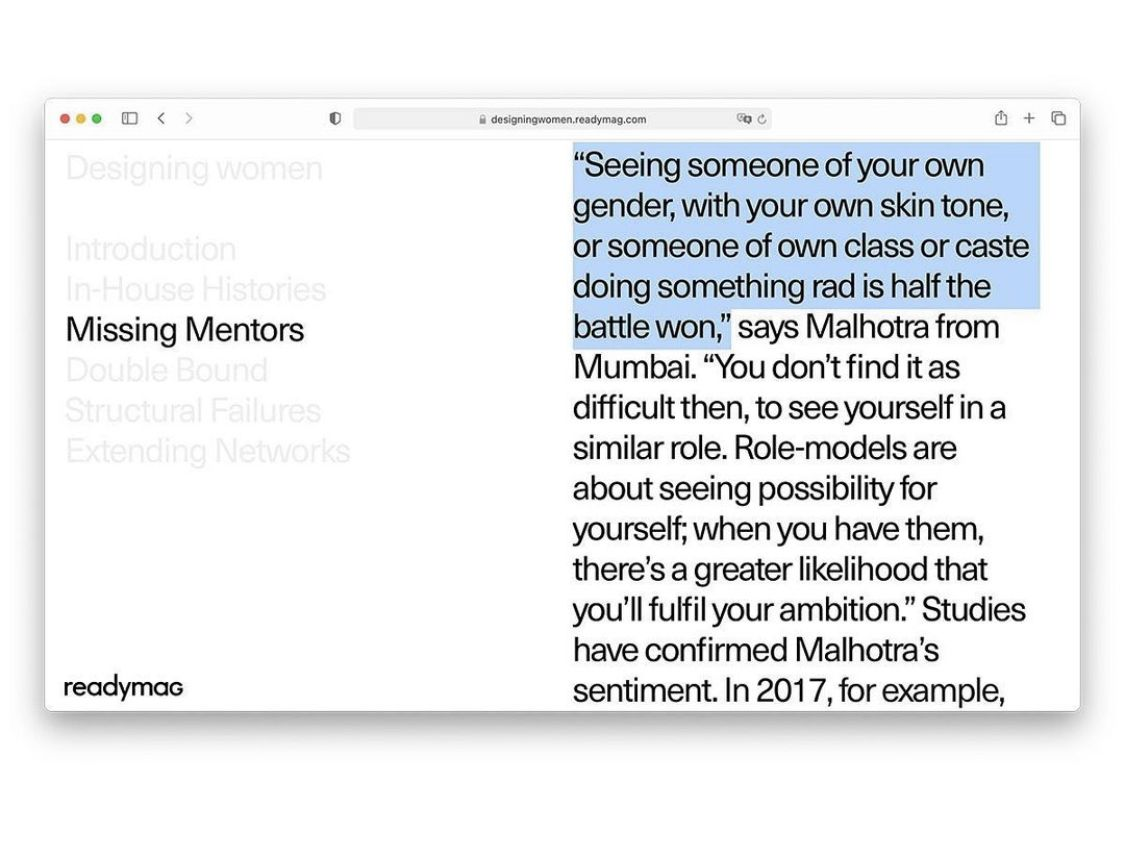 designingwomen.readymag.com
Designing women
Introduction
In-House Histories
Missing Mentors
Double Bound
Structural Failures
Extending Networks
readymag
“Seeing someone of your own
gender, with your own skin tone,
or someone of own class or caste
doing something rad is half the
battle won,” says Malhotra from
Mumbai. “You don’t find it as
difficult then, to see yourself in a
similar role. Role-models are
about seeing possibility for
yourself; when you have them,
there’s a greater likelihood that
you’ll fulfil your ambition.” Studies
have confirmed Malhotra’s
sentiment. In 2017, for example,